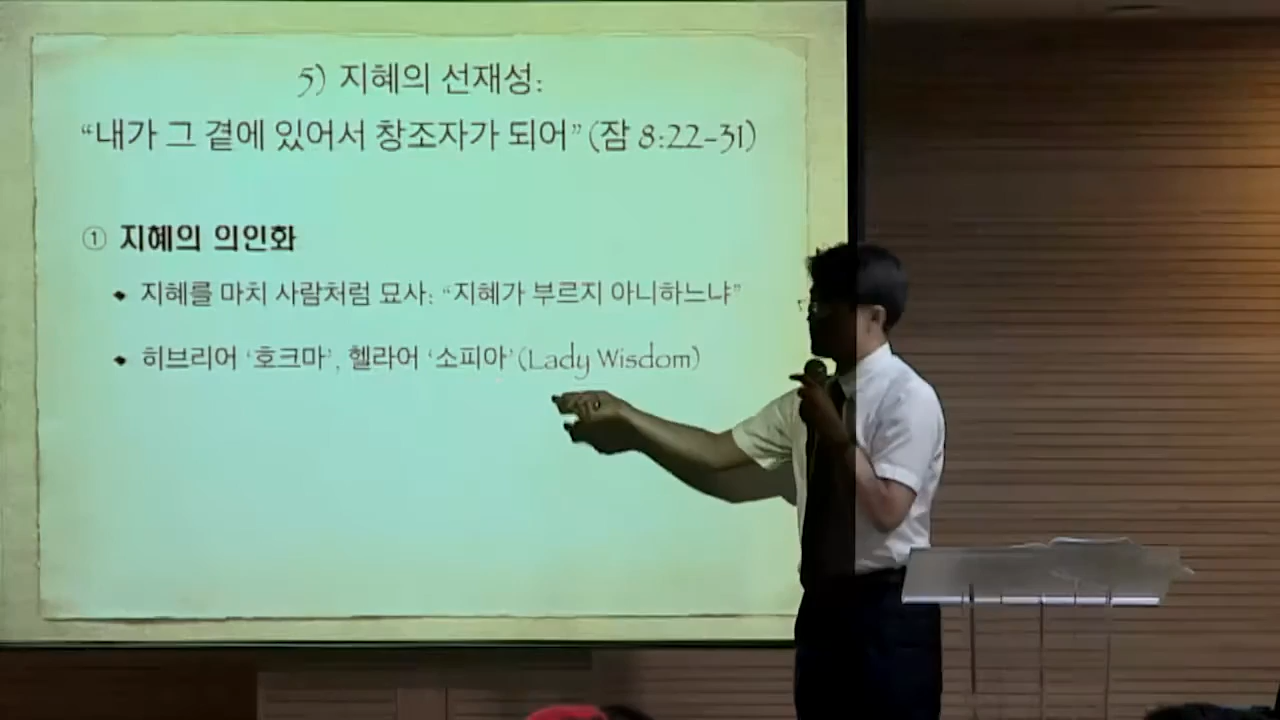 5) 지혜의 선재성:
“내가 그 곁에 있어서 창조자가 되어”(잠 8:22-31)
① 지혜의 의인화
지혜를 마치 사람처럼 묘사: “지혜가 부르지 아니하느냐”
히브리어 ‘호크마’, 헬라어 ‘소피아’(Lady Wisdom)